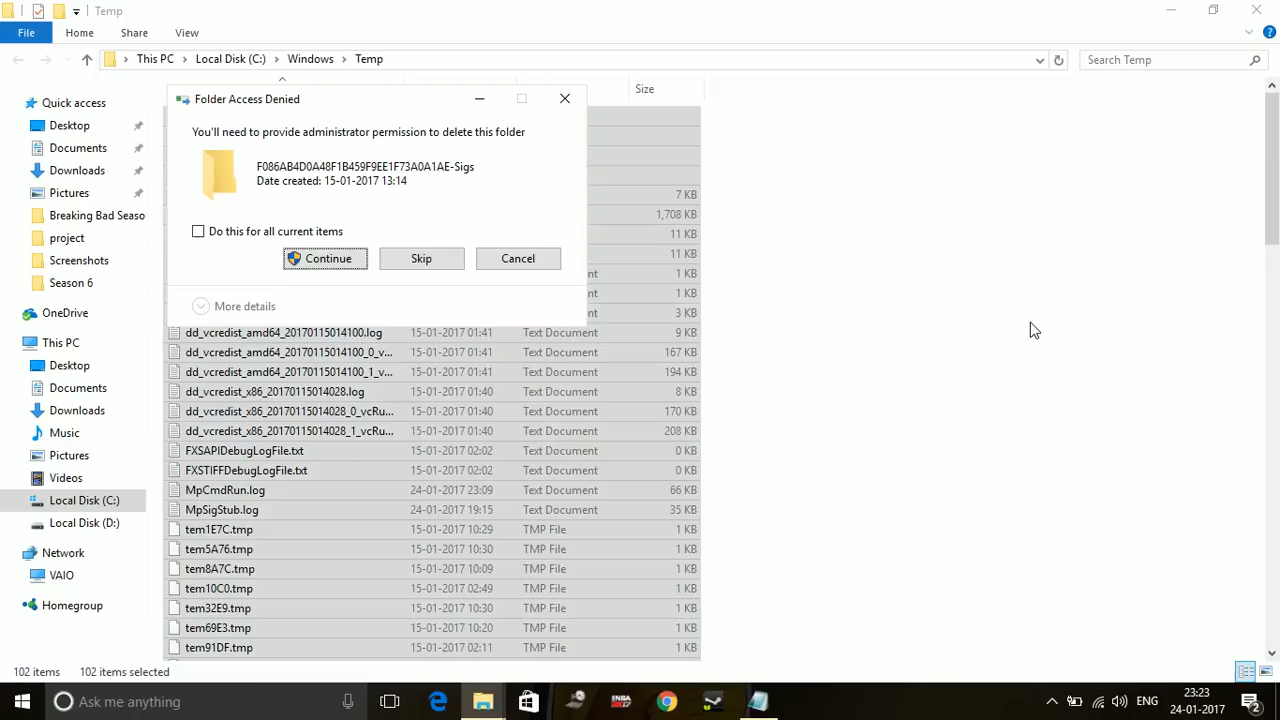 Temp
File
Home
Share
View
This PC
Local Disk (C:)
Windows
Temp
Search Temp
Quick access
Desktop
Documents
Downloads
Pictures
Breaking Bad Seaso
project
Screenshots
Season 6
OneDrive
This PC
Desktop
Documents
Downloads
Music
Pictures
Videos
Local Disk (C:)
Local Disk (D:)
Network
VAIO
Homegroup
Size
Folder Access Denied
You'll need to provide administrator permission to delete this folder
F086AB4D0A48F1B459F9EE1F73A0A1AE-Sigs
Date created: 15-01-2017 13:14
Do this for all current items
Continue
Skip
Cancel
More details
7 KB
1,708 KB
11 KB
11 KB
nt 1 KB
nt 1 KB
nt 3 KB
dd_vcredist_amd64_20170115014100.log 15-01-2017 01:41 Text Document 9 KB
dd_vcredist_amd64_20170115014100_0_v... 15-01-2017 01:41 Text Document 167 KB
dd_vcredist_amd64_20170115014100_1_v... 15-01-2017 01:41 Text Document 194 KB
dd_vcredist_x86_20170115014028.log 15-01-2017 01:40 Text Document 8 KB
dd_vcredist_x86_20170115014028_0_vcRu... 15-01-2017 01:40 Text Document 170 KB
dd_vcredist_x86_20170115014028_1_vcRu... 15-01-2017 01:40 Text Document 208 KB
FXSAPIDebugLogFile.txt 15-01-2017 02:02 Text Document 0 KB
FXSTIFFDebugLogFile.txt 15-01-2017 02:02 Text Document 0 KB
MpCmdRun.log 24-01-2017 23:09 Text Document 66 KB
MpSigStub.log 24-01-2017 19:15 Text Document 35 KB
tem1E7C.tmp 15-01-2017 10:29 TMP File 1 KB
tem5A76.tmp 15-01-2017 10:30 TMP File 1 KB
tem8A7C.tmp 15-01-2017 10:09 TMP File 1 KB
tem10C0.tmp 15-01-2017 02:49 TMP File 1 KB
tem32E9.tmp 15-01-2017 10:30 TMP File 1 KB
tem69E3.tmp 15-01-2017 10:20 TMP File 1 KB
tem91DF.tmp 15-01-2017 02:11 TMP File 1 KB
102 items 102 items selected
Ask me anything
ENG
23:23
24-01-2017
2